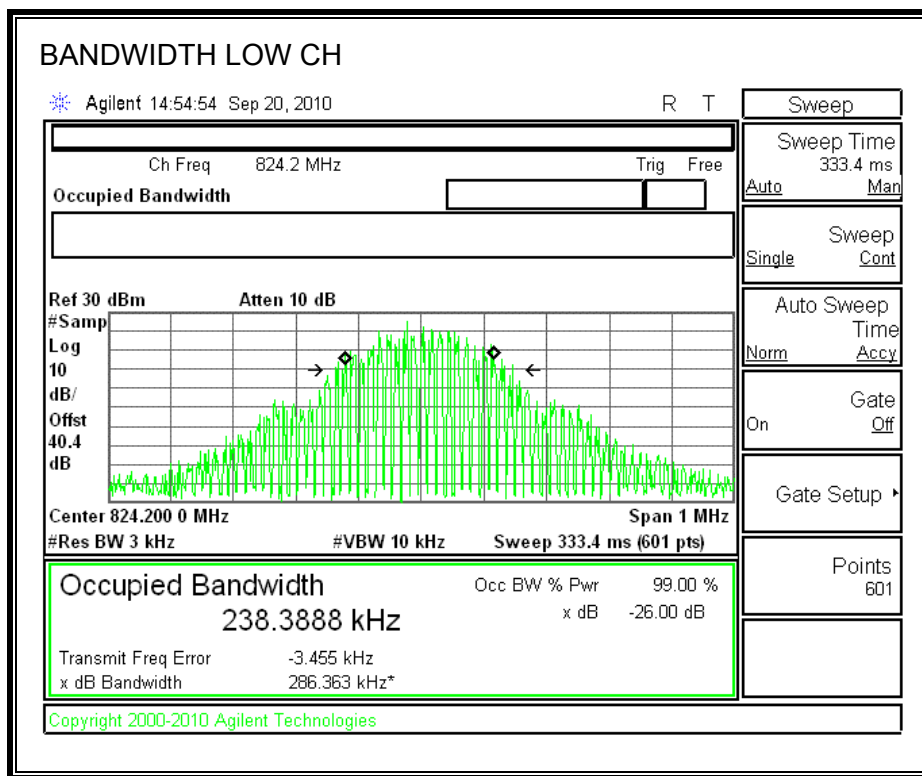 BANDWIDTH LOW CH
Agilent 14:54:54 Sep 20, 2010 R T
Ch Freq 824.2 MHz Trig Free
Occupied Bandwidth
Ref 30 dBm Atten 10 dB
#Samp
Log
10
dB/
Offst
40.4
dB
Center 824.200 0 MHz Span 1 MHz
#Res BW 3 kHz #VBW 10 kHz Sweep 333.4 ms (601 pts)
Occupied Bandwidth Occ BW % Pwr 99.00 %
238.3888 kHz x dB -26.00 dB
Transmit Freq Error -3.455 kHz
x dB Bandwidth 286.363 kHz*
Copyright 2000-2010 Agilent Technologies
Sweep
Sweep Time
333.4 ms
Auto Man
Sweep
Single Cont
Auto Sweep
Time
Norm Accy
Gate
On Off
Gate Setup
Points
601